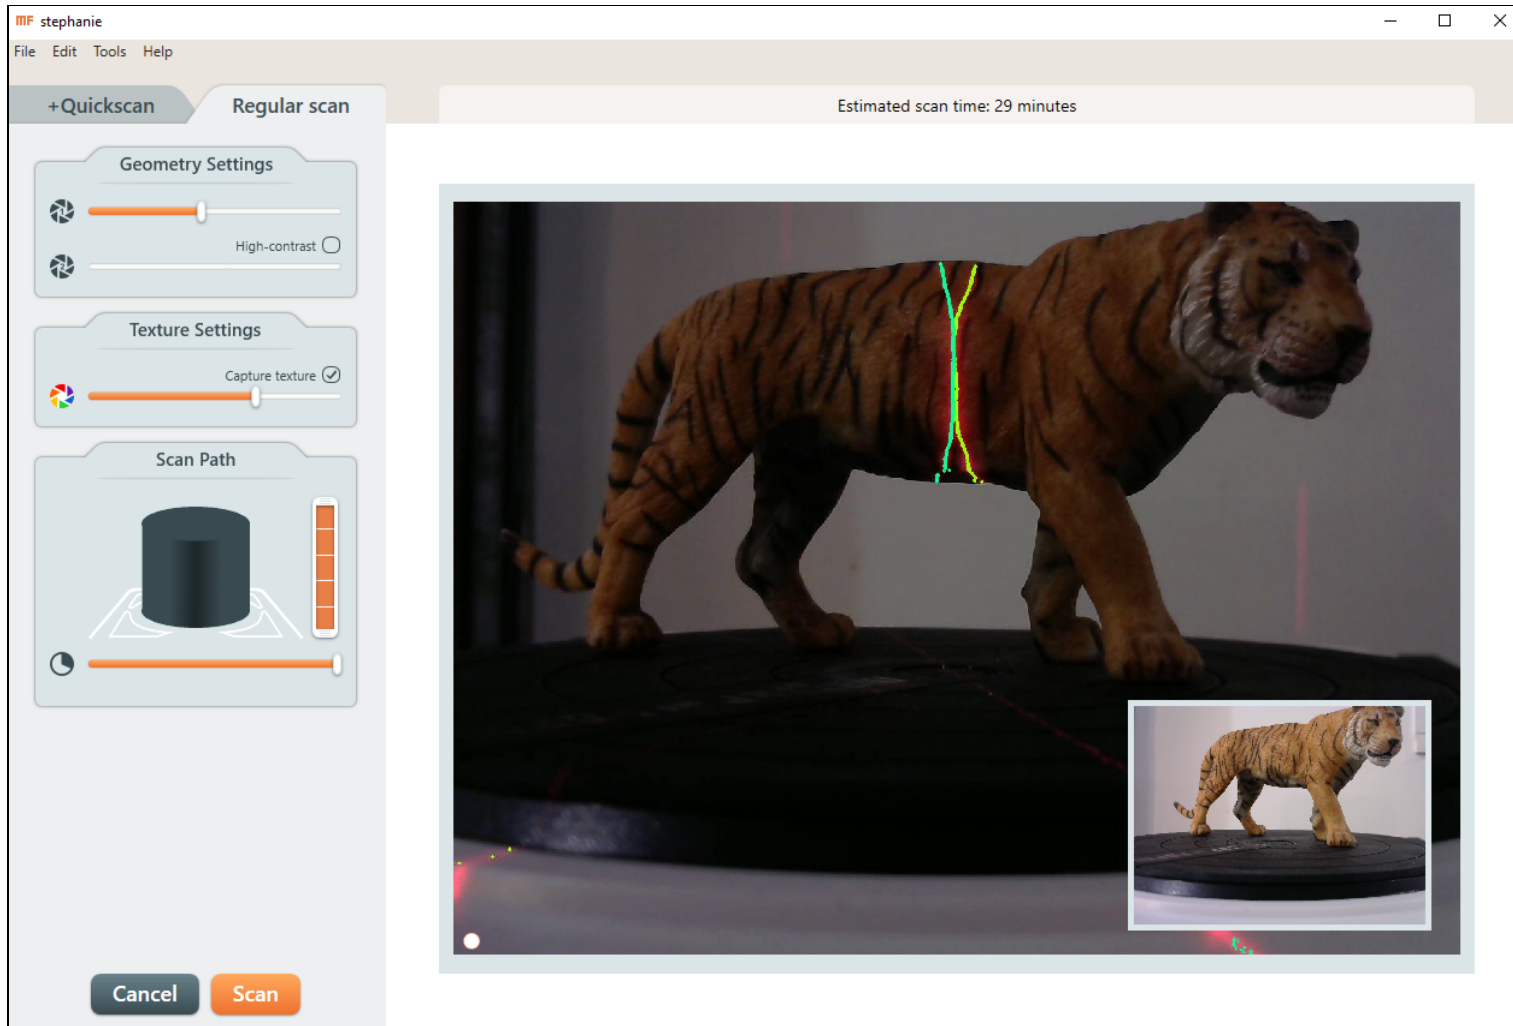 MF stephanie
File Edit Tools Help
+Quickscan
Regular scan
Estimated scan time: 29 minutes
Geometry Settings
High-contrast
Texture Settings
Capture texture
Scan Path
Cancel
Scan